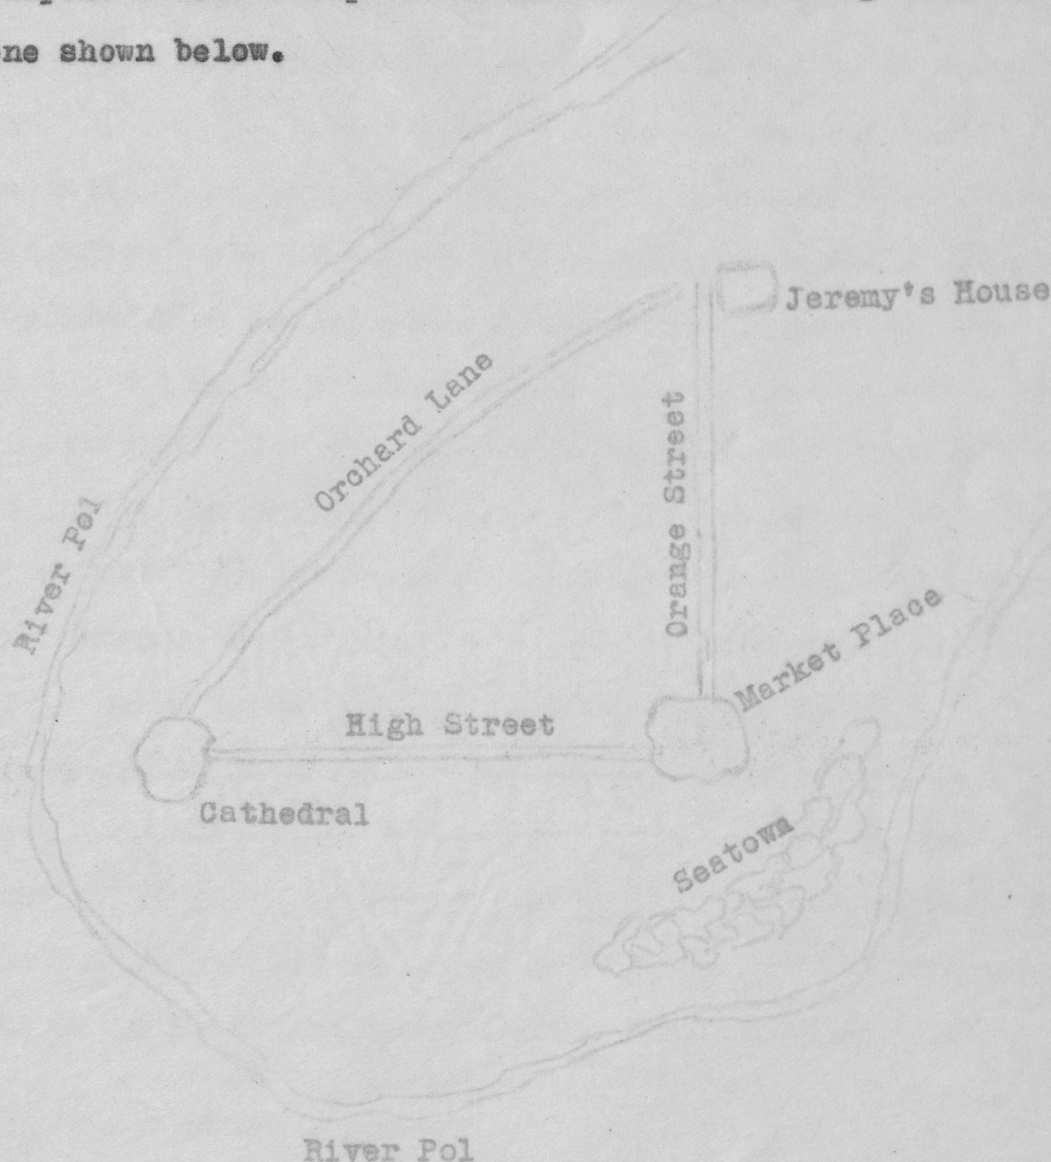 ne shown below.
Jeremy's House
Orchard Lane
Orange Street
River Pol
Market Place
High Street
Cathedral
Seatown
River Pol